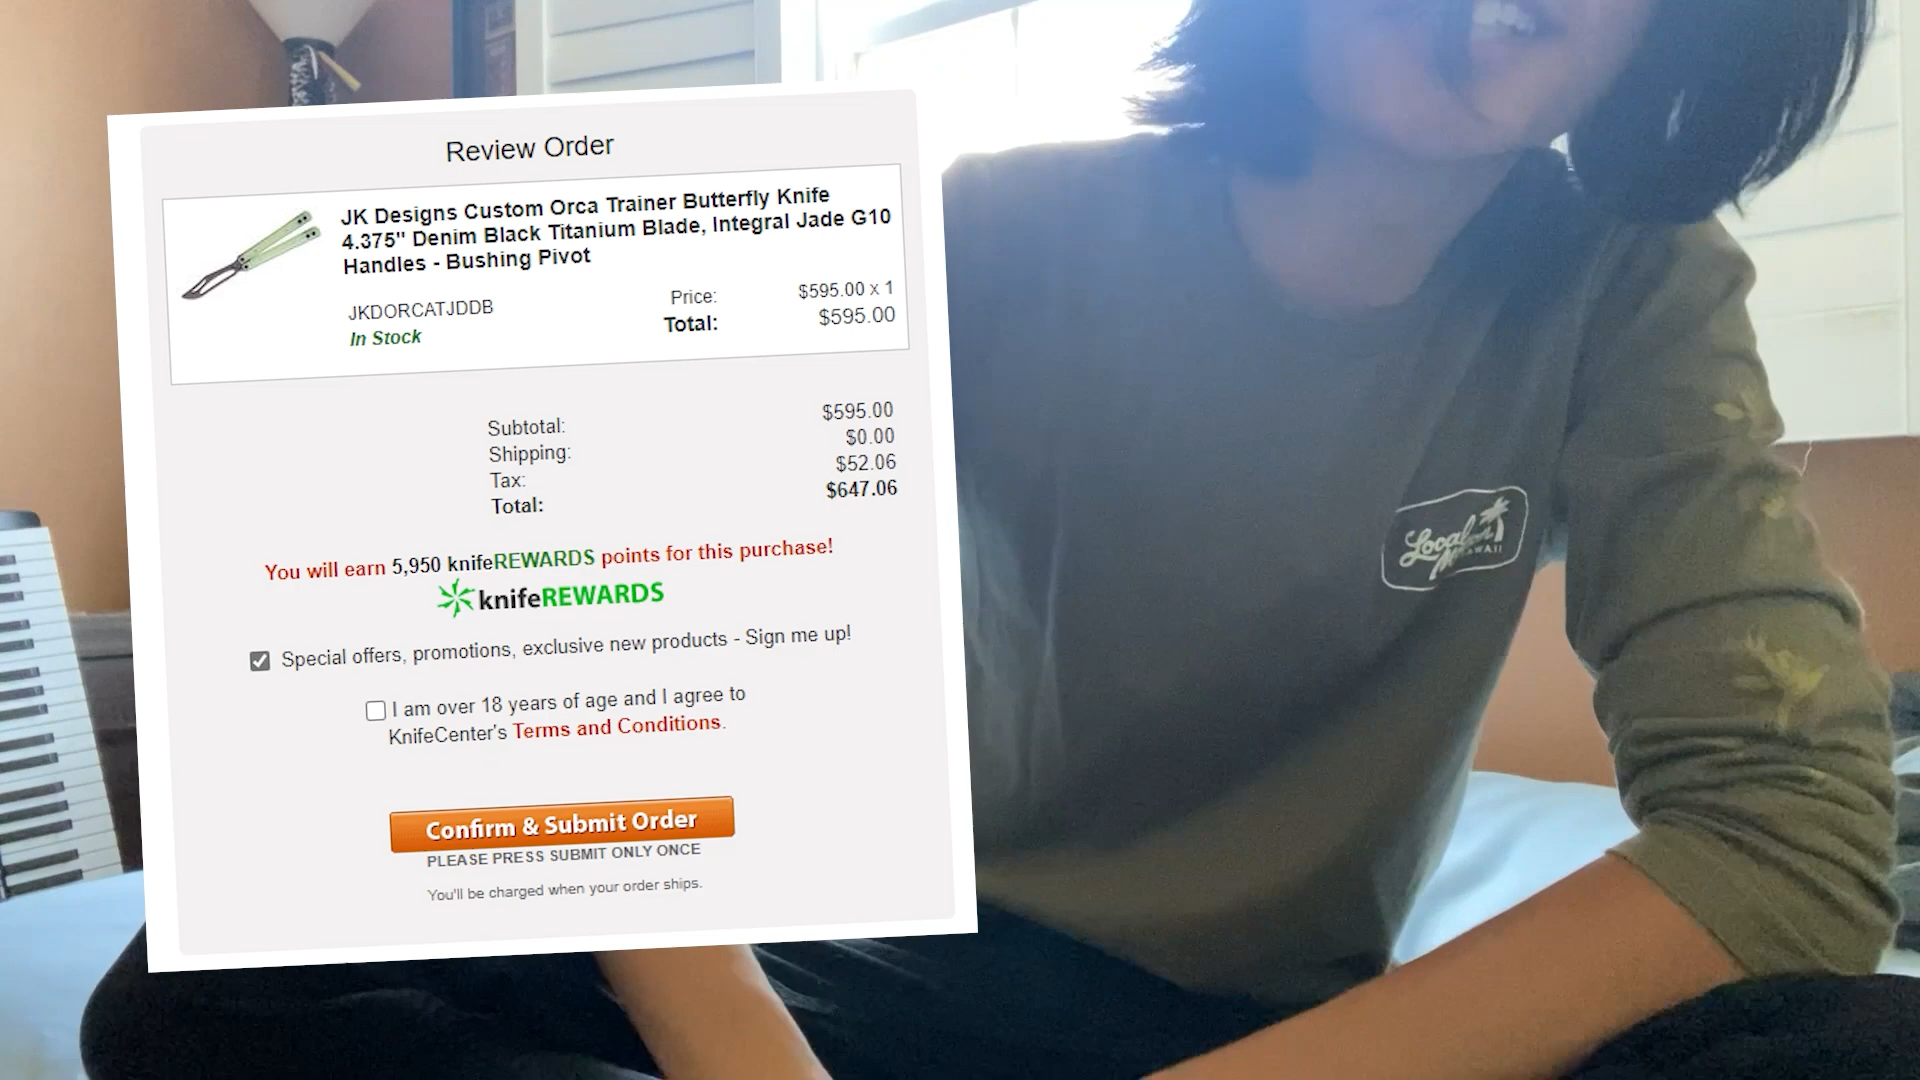 Review Order
JK Designs Custom Orca Trainer Butterfly Knife
4.375" Denim Black Titanium Blade, Integral Jade G10
Handles - Bushing Pivot
JKDORCATJDDB
In Stock
Price: $595.00 x 1
Total: $595.00
Subtotal: $595.00
Shipping: $0.00
Tax: $52.06
Total: $647.06
You will earn 5,950 knifeREWARDS points for this purchase!
knifeREWARDS
Special offers, promotions, exclusive new products - Sign me up!
I am over 18 years of age and I agree to
KnifeCenter's Terms and Conditions.
Confirm & Submit Order
PLEASE PRESS SUBMIT ONLY ONCE
You'll be charged when your order ships.
Local
HAWAII